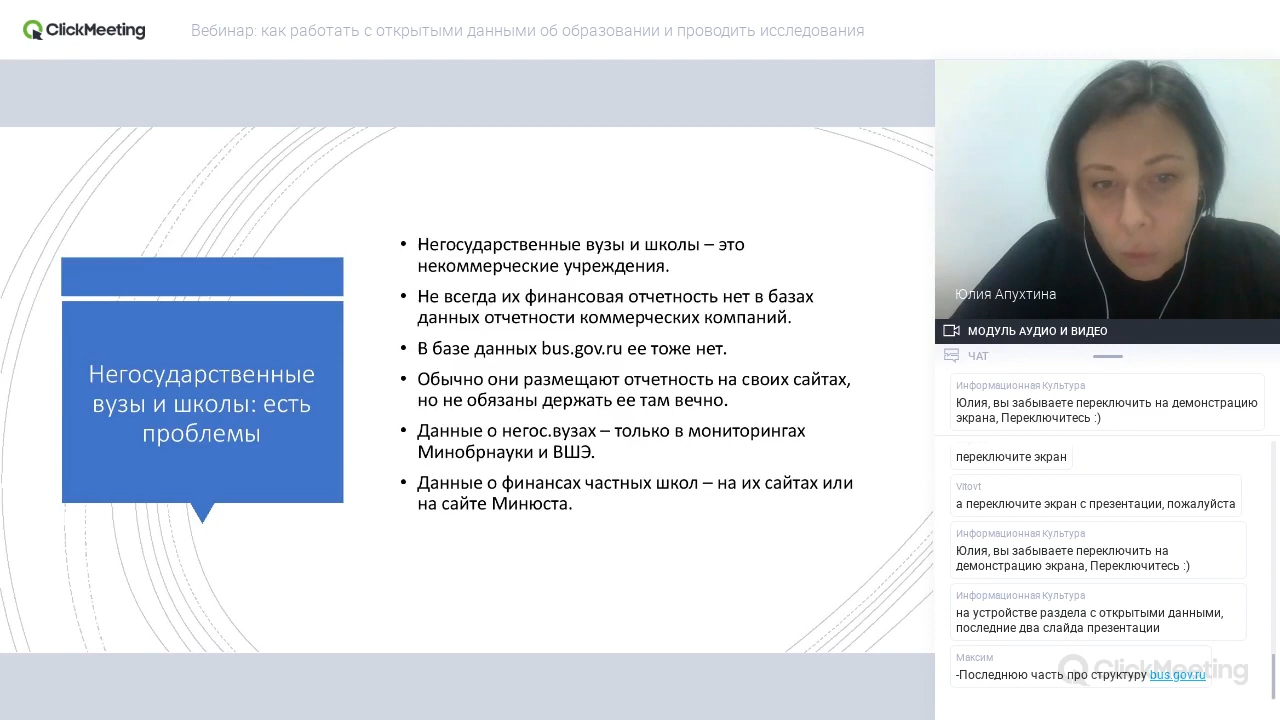 ClickMeeting
Вебинар: как работать с открытыми данными об образовании и проводить исследования
Негосударственные
вузы и школы: есть
проблемы
• Негосударственные вузы и школы – это
некоммерческие учреждения.
• Не всегда их финансовая отчетность нет в базах
данных отчетности коммерческих компаний.
• В базе данных bus.gov.ru ее тоже нет.
• Обычно они размещают отчетность на своих сайтах,
но не обязаны держать ее там вечно.
• Данные о негос.вузах – только в мониторингах
Минобрнауки и ВШЭ.
• Данные о финансах частных школ – на их сайтах или
на сайте Минюста.
Юлия Апухтина
МОДУЛЬ АУДИО И ВИДЕО
ЧАТ
Информационная Культура
Юлия, вы забываете переключить на демонстрацию
экрана, Переключитесь :)
переключите экран
Vitovt
а переключите экран с презентации, пожалуйста
Информационная Культура
Юлия, вы забываете переключить на
демонстрацию экрана, Переключитесь :)
Информационная Культура
на устройстве раздела с открытыми данными,
последние два слайда презентации
Максим
-Последнюю часть про структуру bus.gov.ru
ClickMeeting